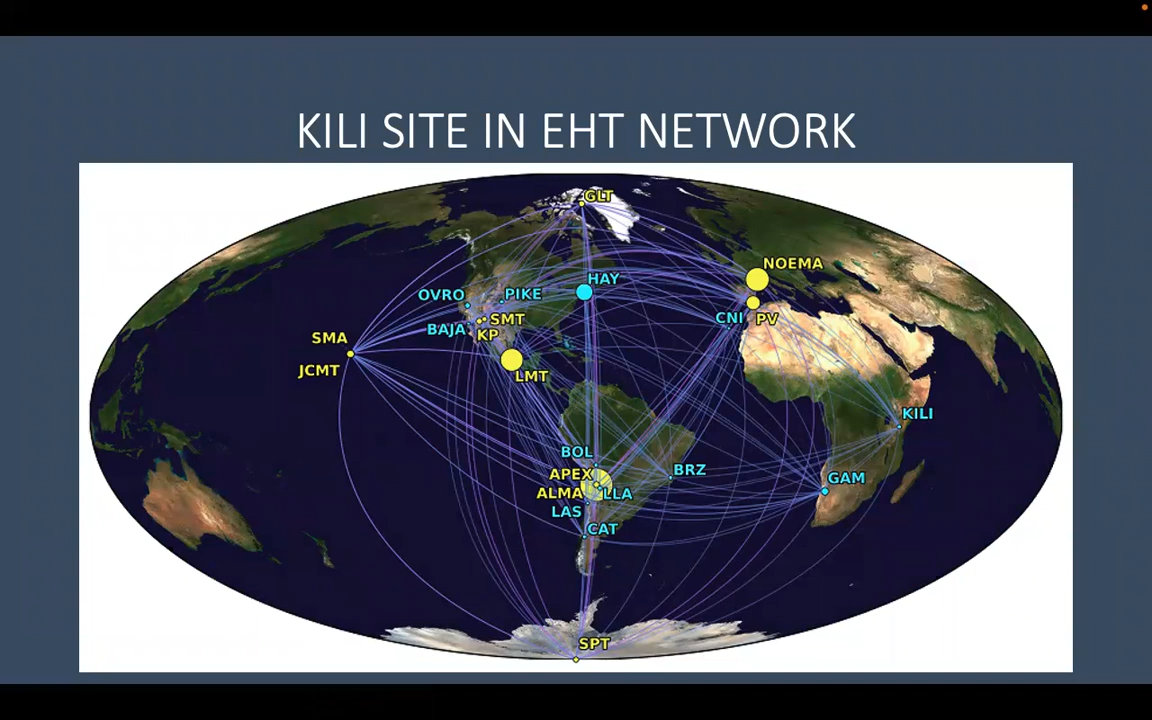 KILI SITE IN EHT NETWORK
GLT
NOEMA
HAY
OVRO
PIKE
CNI
PV
SMT
BAJA
KP
SMA
JCMT
LMT
KILI
BOL
BRZ
APEX
GAM
ALMA
LLA
LAS
CAT
SPT